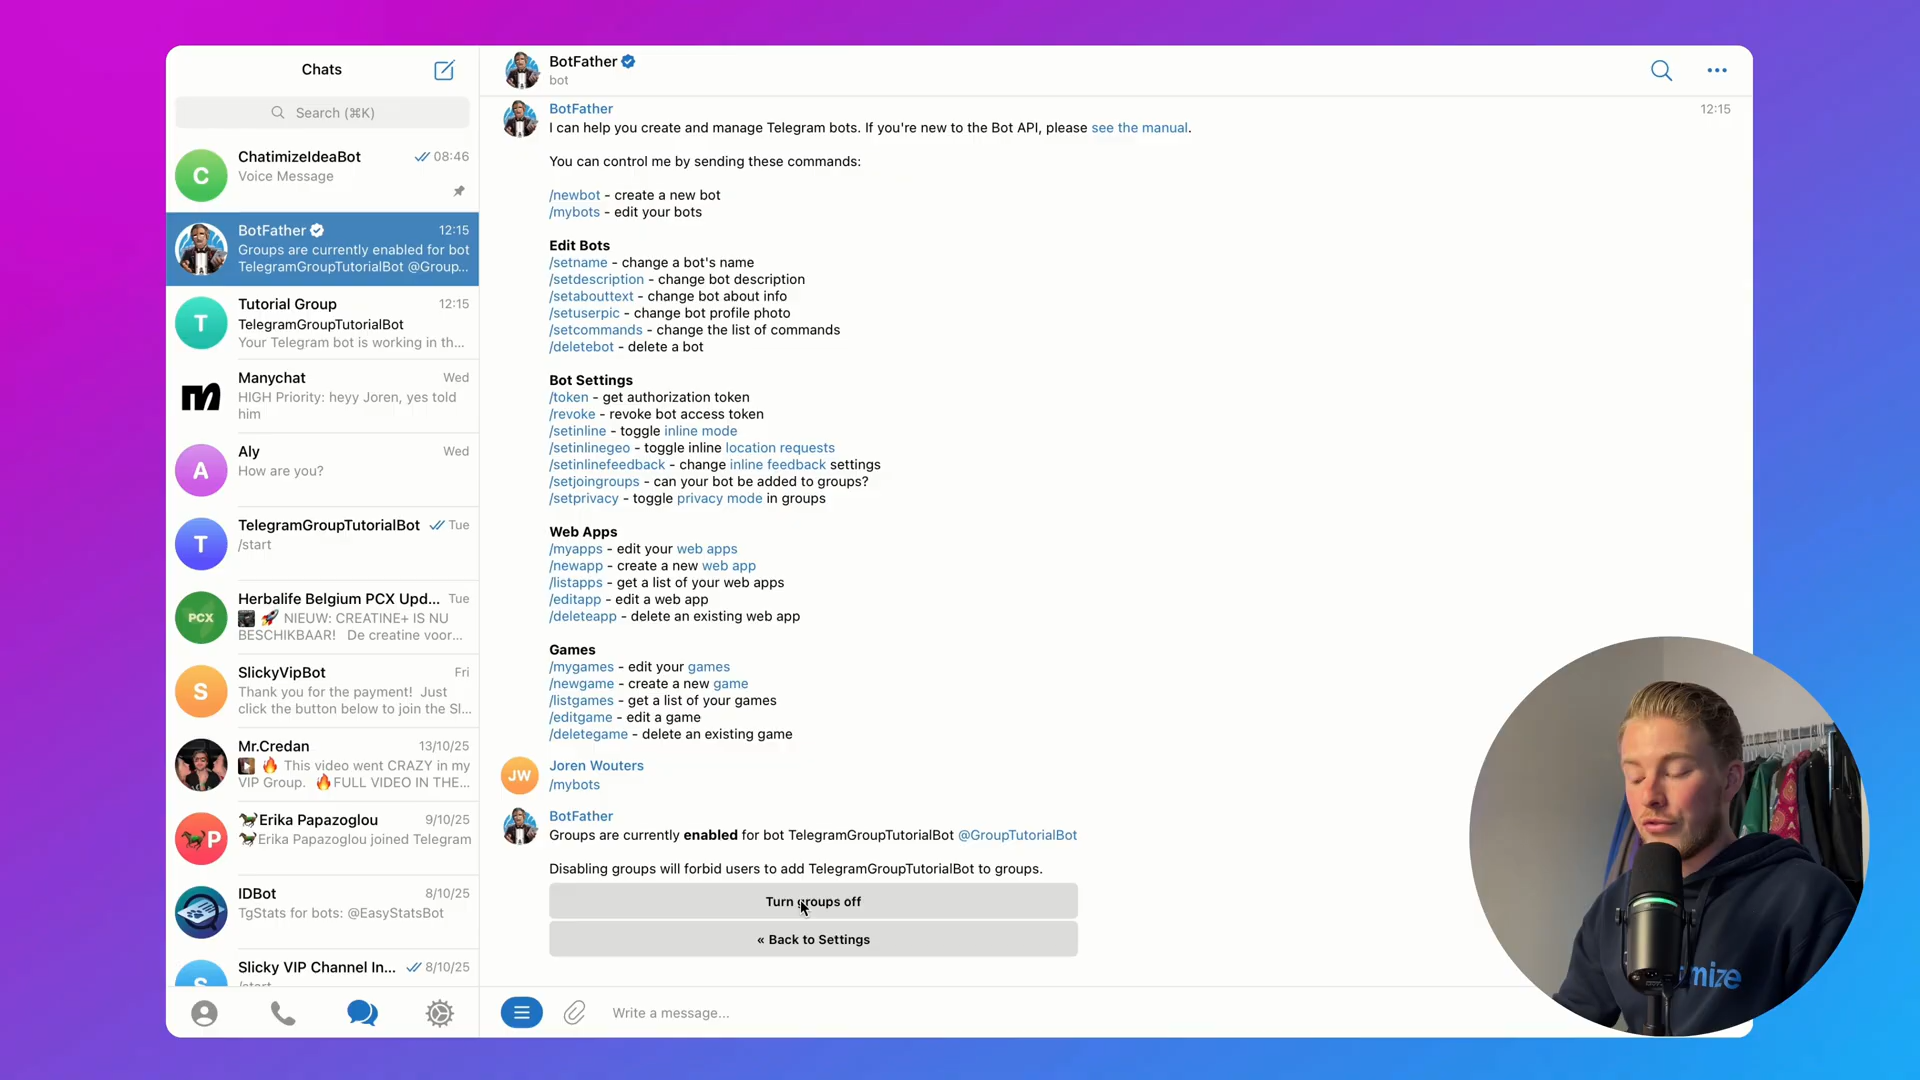 Chats
Search (⌘K)
ChatimizeIdeaBot
08:46
Voice Message
BotFather
12:15
Groups are currently enabled for bot
TelegramGroupTutorialBot @Group...
Tutorial Group
12:15
TelegramGroupTutorialBot
Your Telegram bot is working in th...
Manychat
Wed
HIGH Priority: heyy Joren, yes told
him
Aly
Wed
How are you?
TelegramGroupTutorialBot
Tue
/start
Herbalife Belgium PCX Upd...
Tue
🚀 NIEUW: CREATINE+ IS NU
BESCHIKBAAR! De creatine voor...
SlickyVipBot
Fri
Thank you for the payment! Just
click the button below to join the Sl...
Mr.Credan
13/10/25
🔥 This video went CRAZY in my
VIP Group. 🔥FULL VIDEO IN THE...
🐎Erika Papazoglou
9/10/25
🐎Erika Papazoglou joined Telegram
IDBot
8/10/25
TgStats for bots: @EasyStatsBot
Slicky VIP Channel In...
8/10/25
/start
C
T
m
A
T
PCX
S
🐎P
S
BotFather
bot
BotFather
12:15
I can help you create and manage Telegram bots. If you're new to the Bot API, please see the manual.
You can control me by sending these commands:
/newbot - create a new bot
/mybots - edit your bots
Edit Bots
/setname - change a bot's name
/setdescription - change bot description
/setabouttext - change bot about info
/setuserpic - change bot profile photo
/setcommands - change the list of commands
/deletebot - delete a bot
Bot Settings
/token - get authorization token
/revoke - revoke bot access token
/setinline - toggle inline mode
/setinlinegeo - toggle inline location requests
/setinlinefeedback - change inline feedback settings
/setjoingroups - can your bot be added to groups?
/setprivacy - toggle privacy mode in groups
Web Apps
/myapps - edit your web apps
/newapp - create a new web app
/listapps - get a list of your web apps
/editapp - edit a web app
/deleteapp - delete an existing web app
Games
/mygames - edit your games
/newgame - create a new game
/listgames - get a list of your games
/editgame - edit a game
/deletegame - delete an existing game
JW
Joren Wouters
/mybots
BotFather
Groups are currently enabled for bot TelegramGroupTutorialBot @GroupTutorialBot
Disabling groups will forbid users to add TelegramGroupTutorialBot to groups.
Turn groups off
« Back to Settings
Write a message...
mize